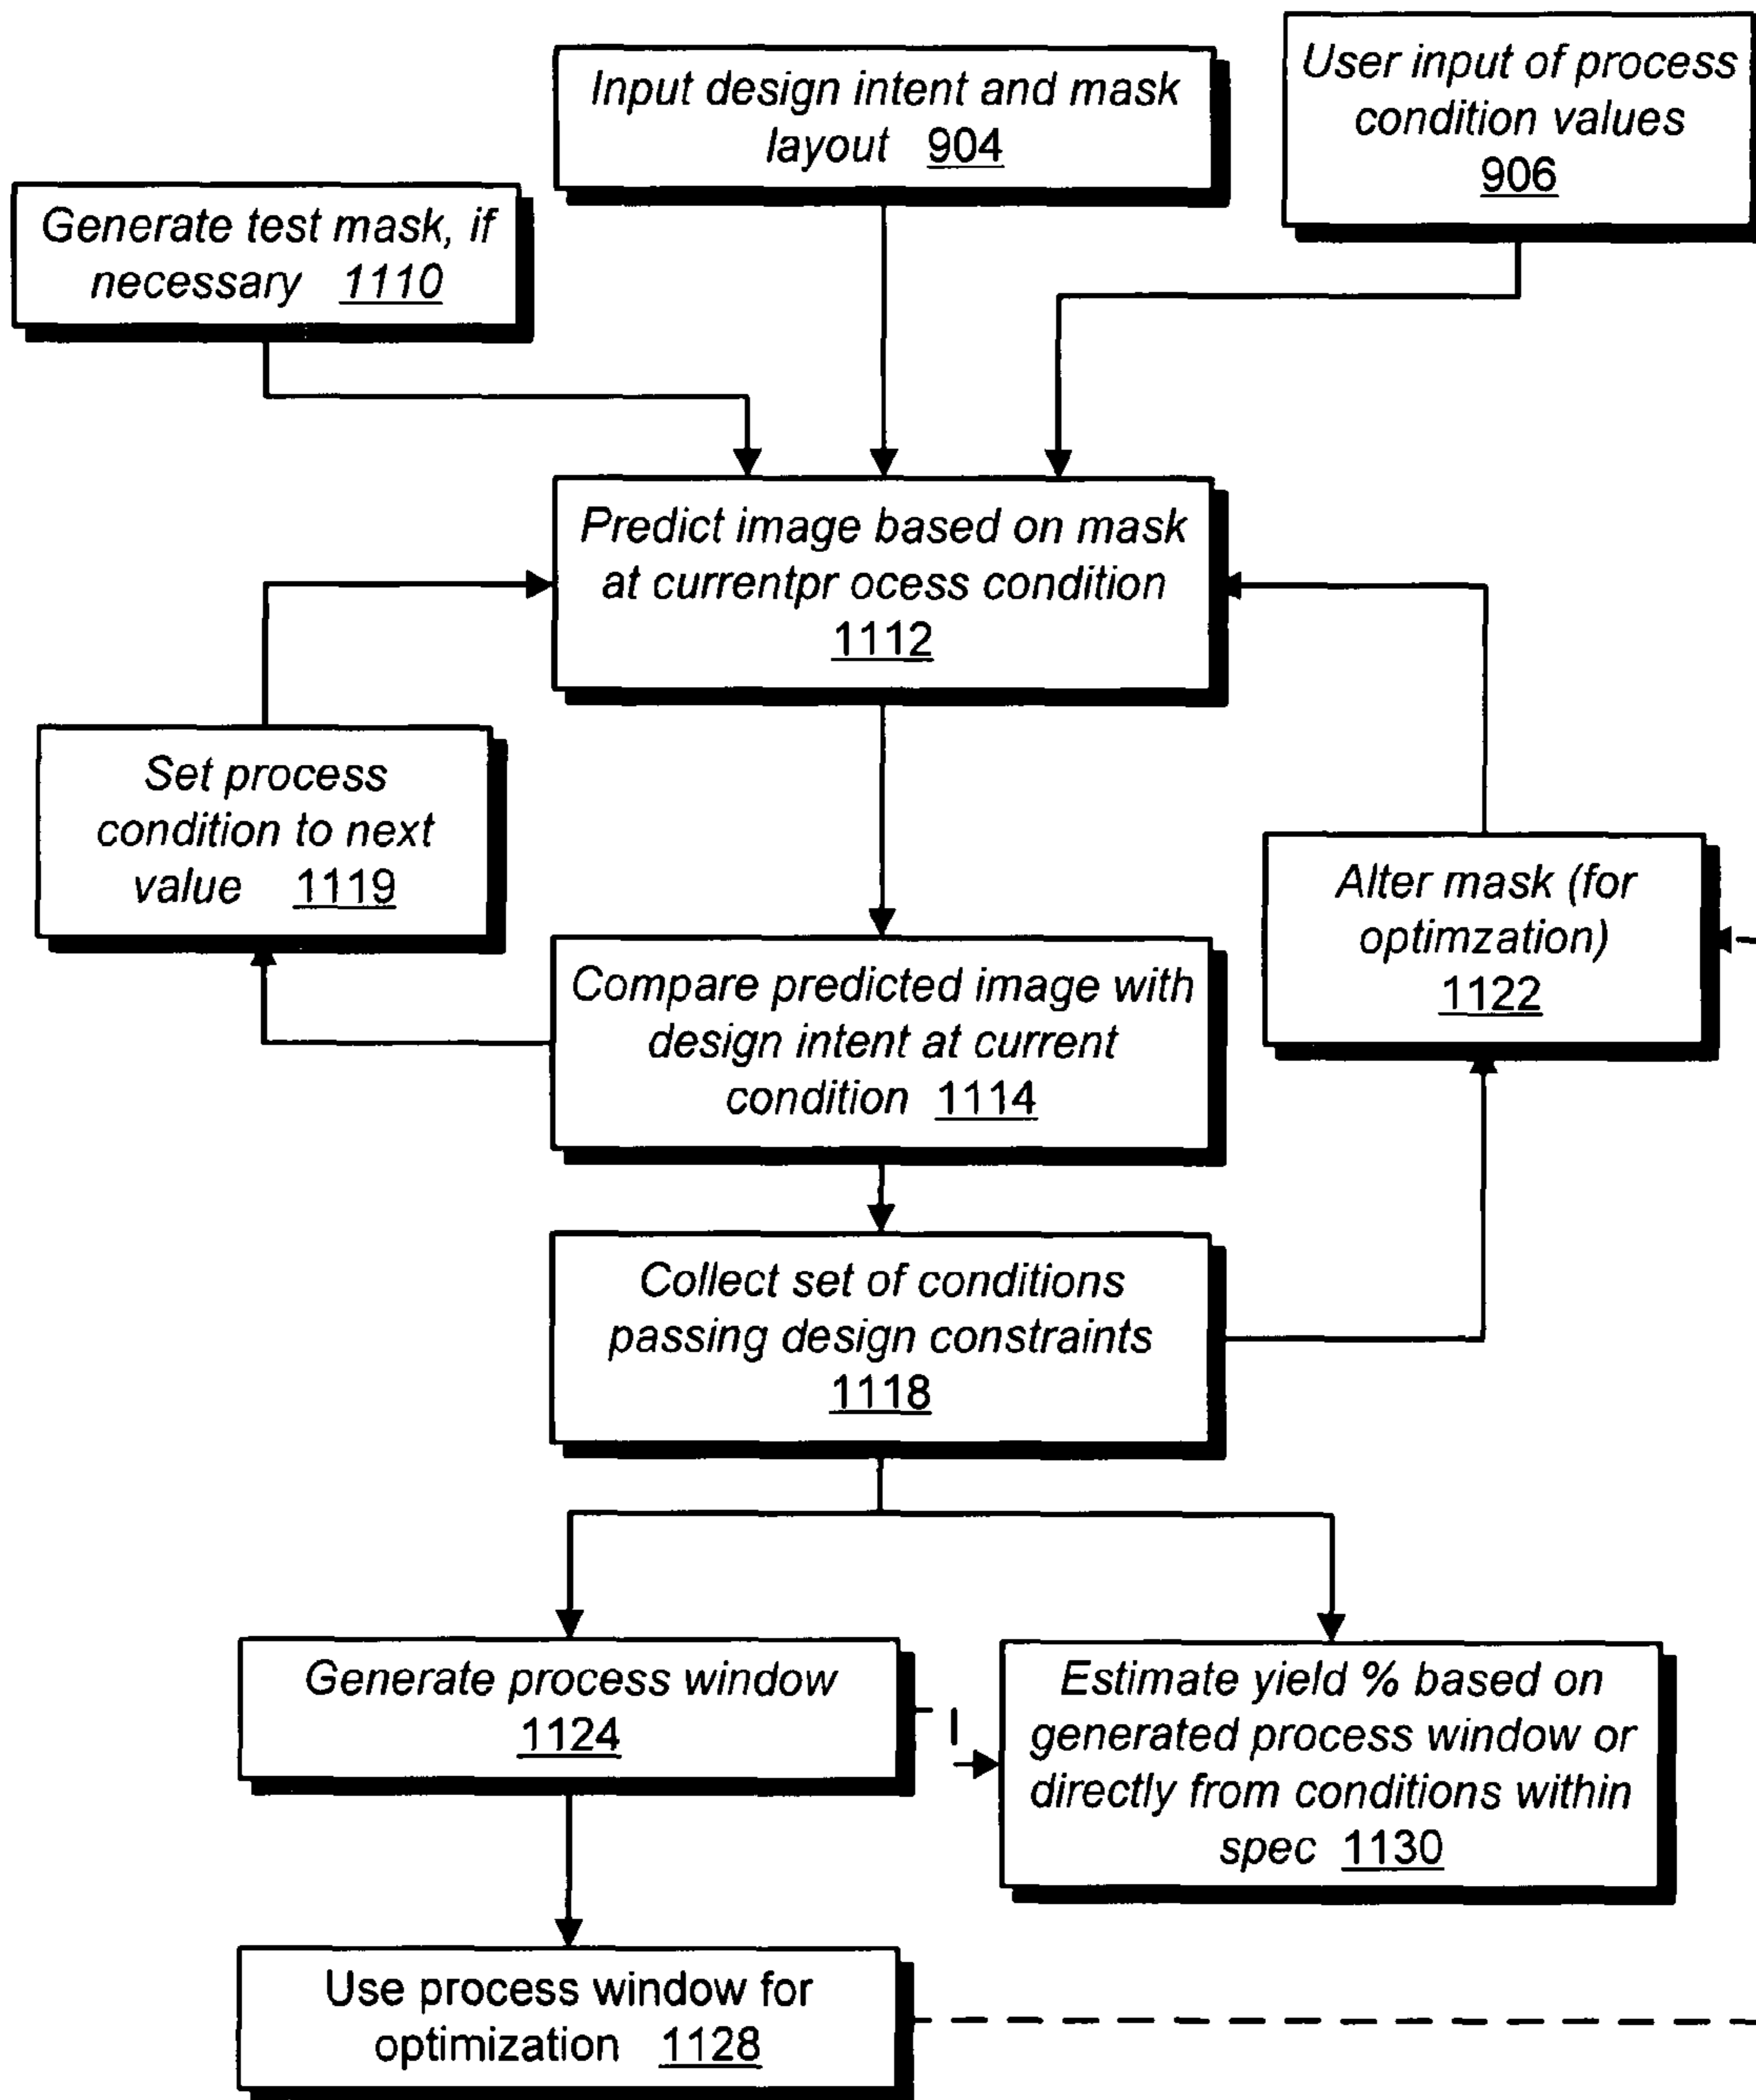 Input design intent and mask
layout 904
User input of process
condition values
906
Generate test mask, if
necessary 1110
Predict image based on mask
at currentpr ocess condition
1112
Set process
condition to next
value 1119
Alter mask (for
optimzation)
1122
Compare predicted image with
design intent at current
condition 1114
Collect set of conditions
passing design constraints
1118
Generate process window
1124
Estimate yield % based on
generated process window or
directly from conditions within
spec 1130
Use process window for
optimization 1128